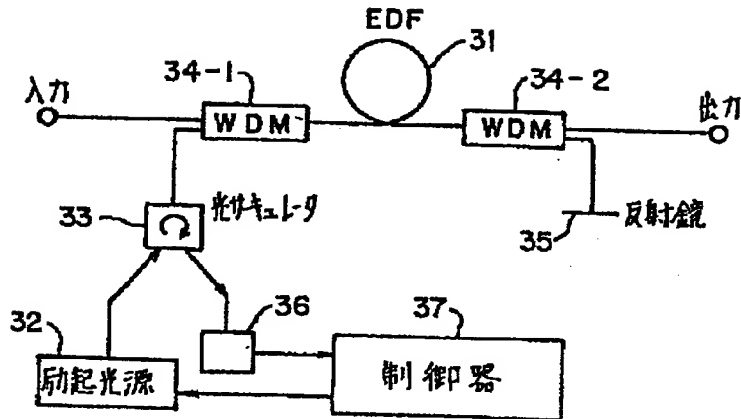 EDF
31
34-1
34-2
入力
WDM
WDM
出力
光サーキュレータ
33
反射鏡
35
36
37
32
励起光源
制御器